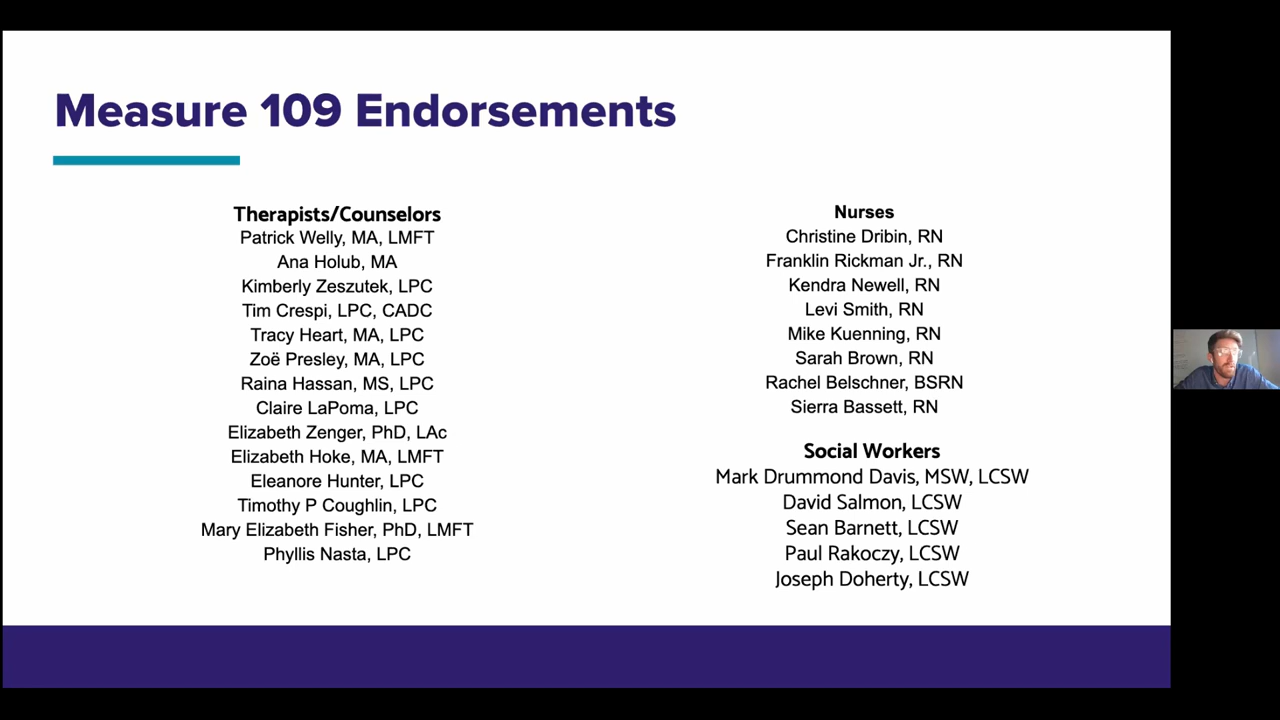 Measure 109 Endorsements
Therapists/Counselors
Patrick Welly, MA, LMFT
Ana Holub, MA
Kimberly Zeszutek, LPC
Tim Crespi, LPC, CADC
Tracy Heart, MA, LPC
Zoë Presley, MA, LPC
Raina Hassan, MS, LPC
Claire LaPoma, LPC
Elizabeth Zenger, PhD, LAc
Elizabeth Hoke, MA, LMFT
Eleanore Hunter, LPC
Timothy P Coughlin, LPC
Mary Elizabeth Fisher, PhD, LMFT
Phyllis Nasta, LPC
Nurses
Christine Dribin, RN
Franklin Rickman Jr., RN
Kendra Newell, RN
Levi Smith, RN
Mike Kuenning, RN
Sarah Brown, RN
Rachel Belschner, BSRN
Sierra Bassett, RN
Social Workers
Mark Drummond Davis, MSW, LCSW
David Salmon, LCSW
Sean Barnett, LCSW
Paul Rakoczy, LCSW
Joseph Doherty, LCSW